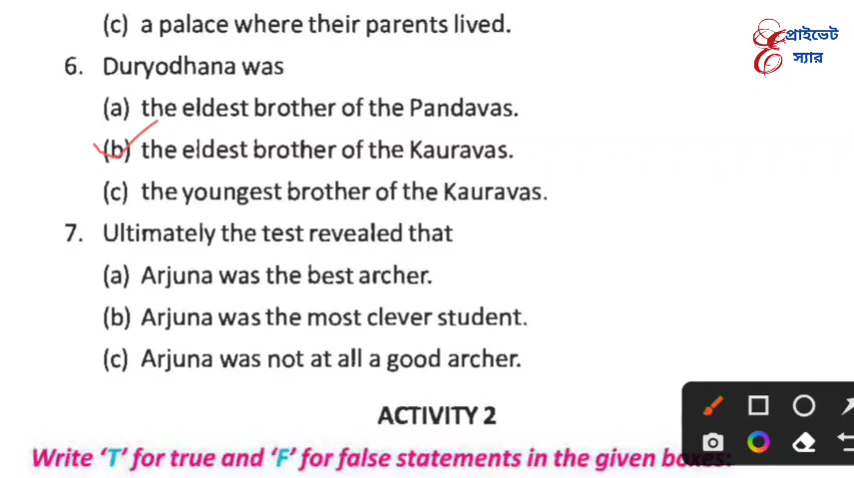 (c) a palace where their parents lived.
প্রাইভেট
স্যার
6. Duryodhana was
(a) the eldest brother of the Pandavas.
(b) the eldest brother of the Kauravas.
(c) the youngest brother of the Kauravas.
7. Ultimately the test revealed that
(a) Arjuna was the best archer.
(b) Arjuna was the most clever student.
(c) Arjuna was not at all a good archer.
ACTIVITY 2
Write ‘T’ for true and ‘F’ for false statements in the given boxes: